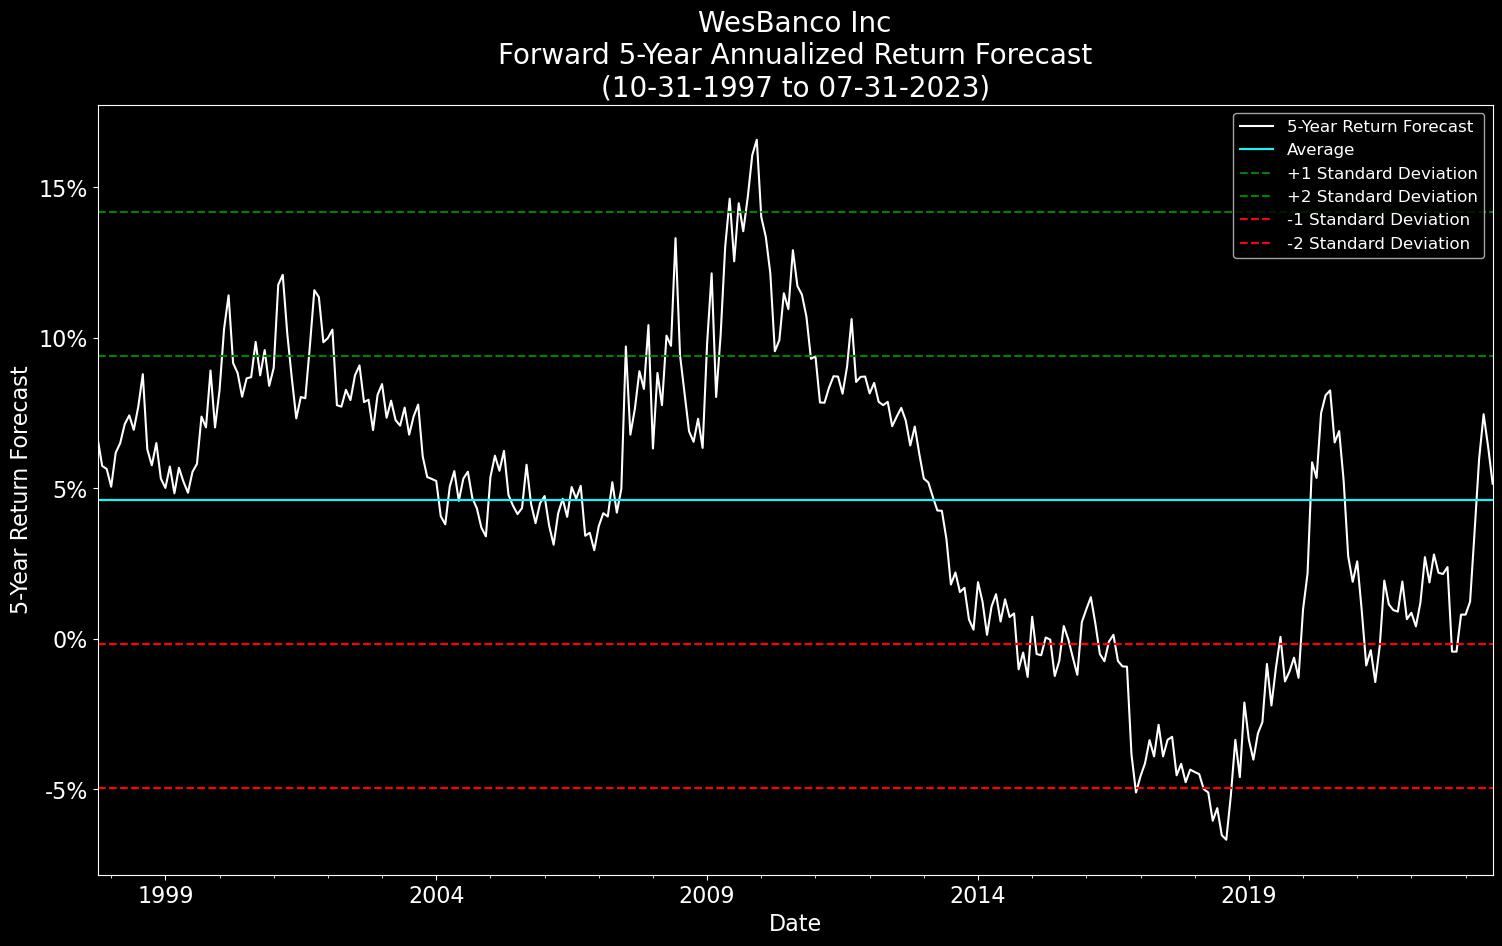 WesBanco Inc
Forward 5-Year Annualized Return Forecast
(10-31-1997 to 07-31-2023)
5-Year Return Forecast
Average
+1 Standard Deviation
+2 Standard Deviation
-1 Standard Deviation
-2 Standard Deviation
15%
10%
5%
0%
-5%
5-Year Return Forecast
1999 2004 2009 2014 2019
Date